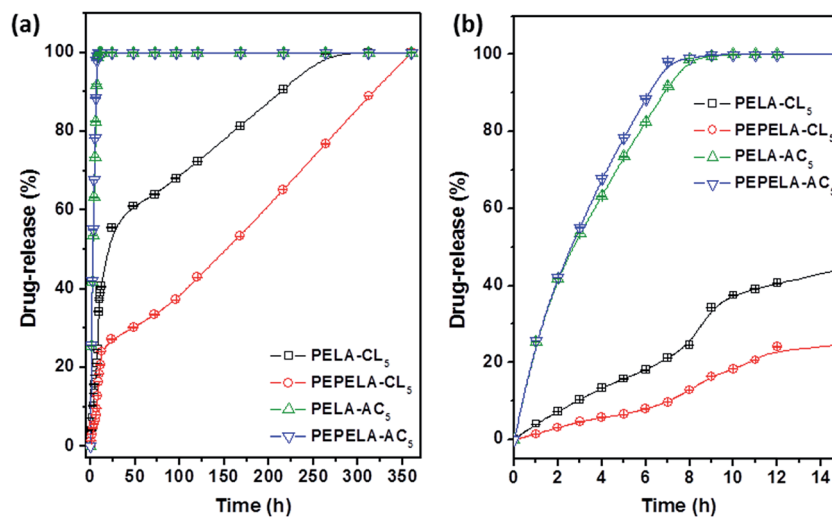 (a)
Drug-release (%)
100
80
60
40
20
0
PELA-CL₅
PEPELA-CL₅
PELA-AC₅
PEPELA-AC₅
0 50 100 150 200 250 300 350
Time (h)
(b)
Drug-release (%)
100
80
60
40
20
0
PELA-CL₅
PEPELA-CL₅
PELA-AC₅
PEPELA-AC₅
0 2 4 6 8 10 12 14
Time (h)